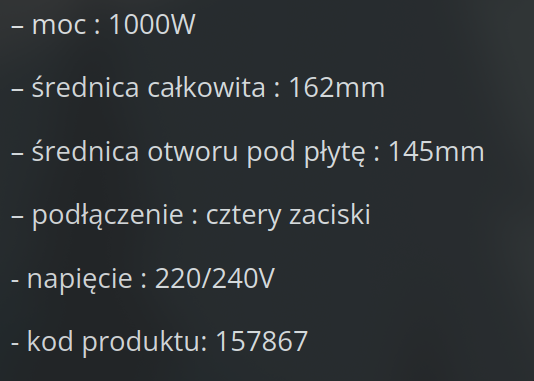 – moc : 1000W
– średnica całkowita : 162mm
– średnica otworu pod płytę : 145mm
– podłączenie : cztery zaciski
- napięcie : 220/240V
- kod produktu: 157867